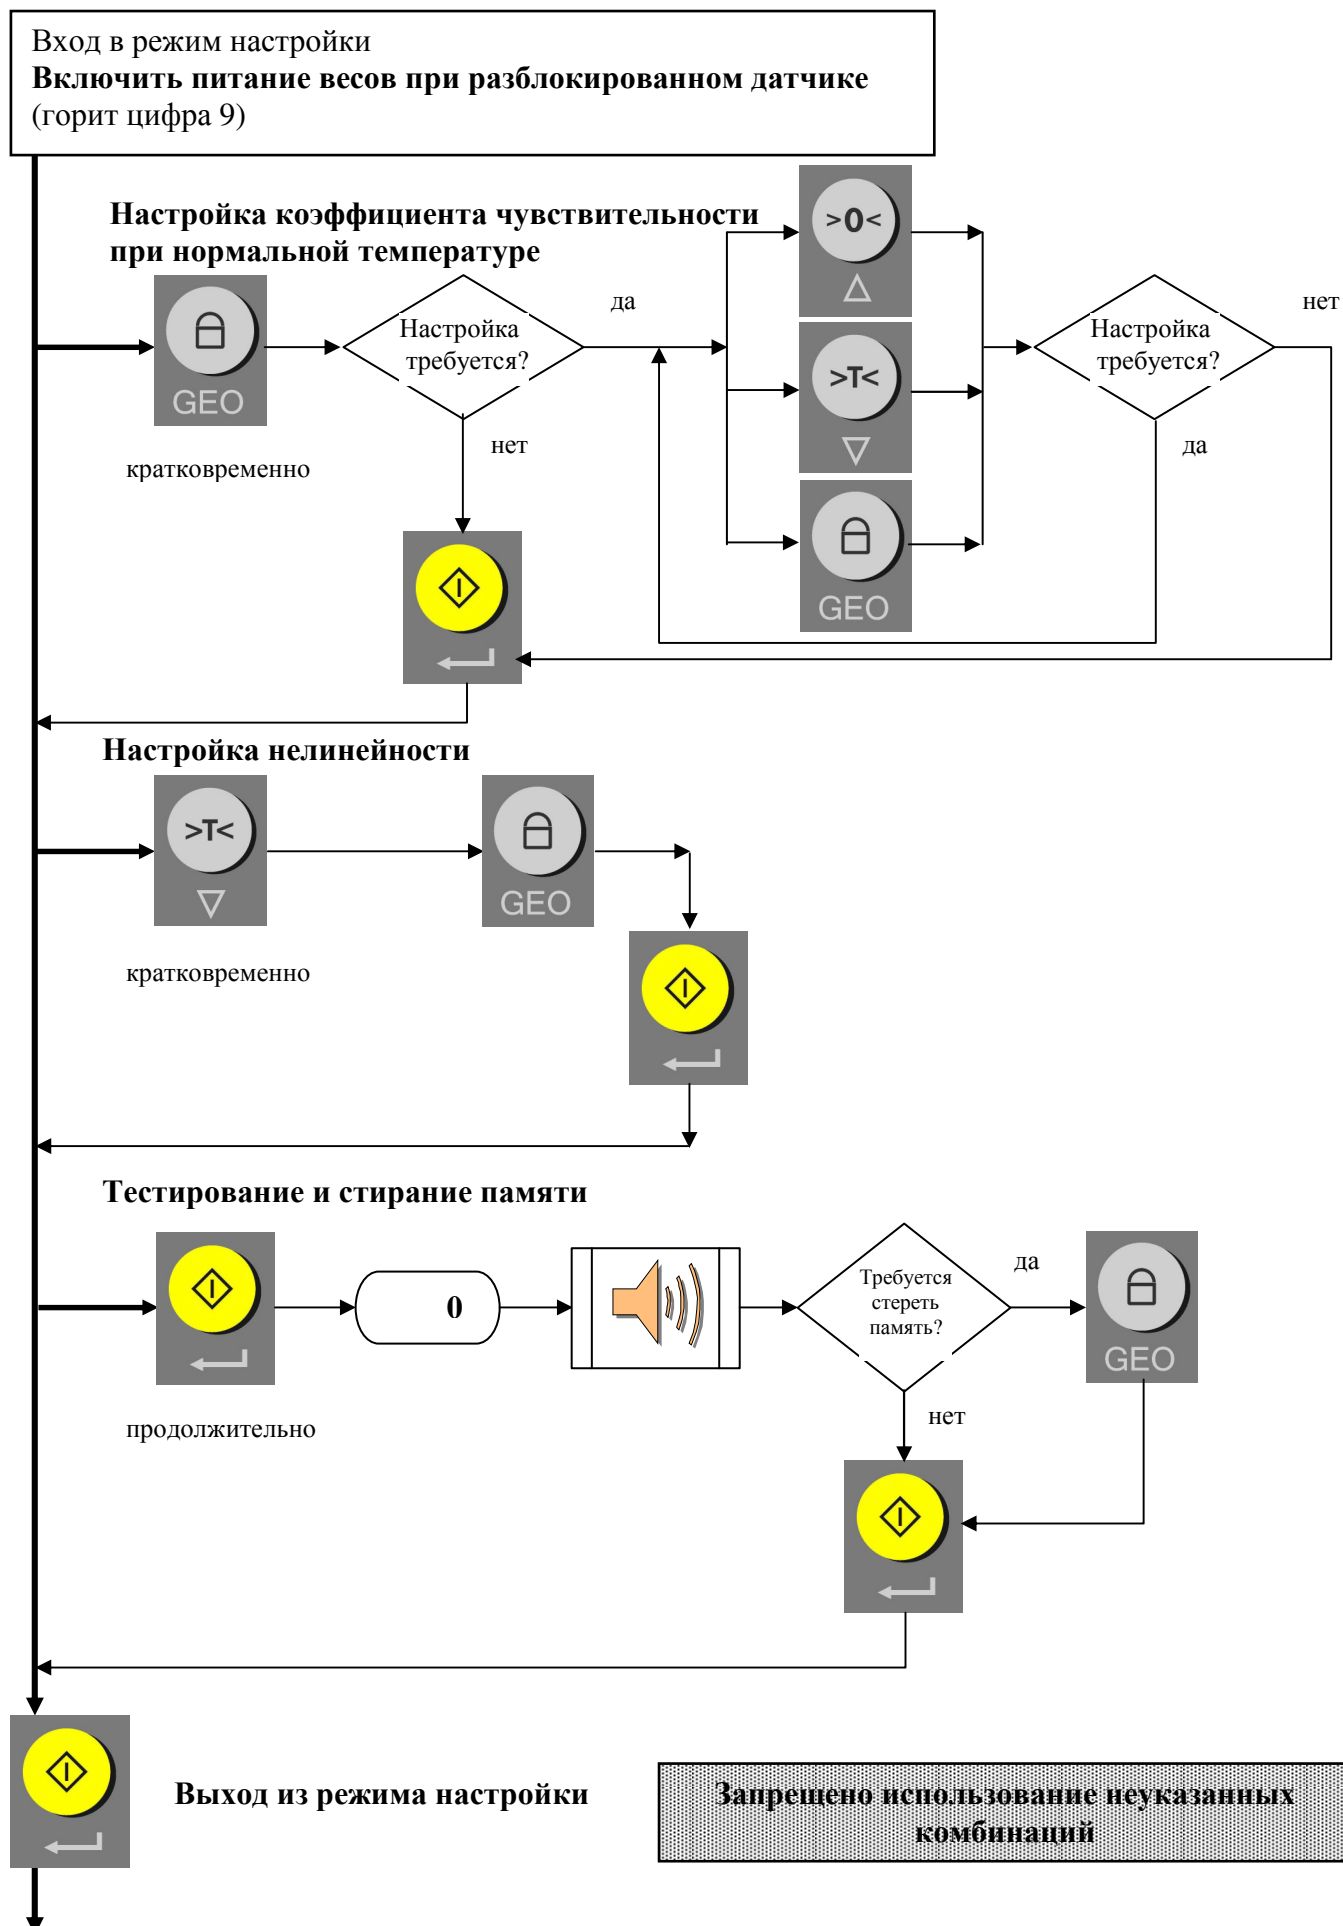 Вход в режим настройки
Включить питание весов при разблокированном датчике
(горит цифра 9)
Настройка коэффициента чувствительности
при нормальной температуре
>0<
GEO
кратковременно
Настройка
требуется?
да
нет
>T<
GEO
Настройка
требуется?
нет
да
Настройка нелинейности
>T<
кратковременно
GEO
Тестирование и стирание памяти
продолжительно
0
Требуется
стереть
память?
да
нет
GEO
Выход из режима настройки
Запрещено использование неуказанных
комбинаций